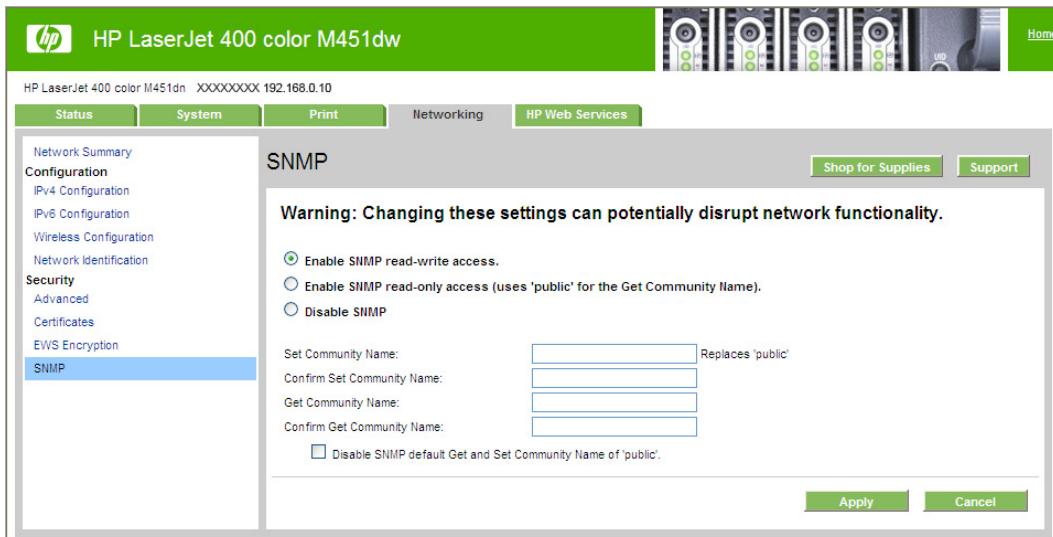 hp HP LaserJet 400 color M451dw
Home
HP LaserJet 400 color M451dn XXXXXXXX 192.168.0.10
Status System Print Networking HP Web Services
Network Summary
Configuration
IPv4 Configuration
IPv6 Configuration
Wireless Configuration
Network Identification
Security
Advanced
Certificates
EWS Encryption
SNMP
SNMP
Shop for Supplies Support
Warning: Changing these settings can potentially disrupt network functionality.
Enable SNMP read-write access.
Enable SNMP read-only access (uses 'public' for the Get Community Name).
Disable SNMP
Set Community Name: Replaces 'public'
Confirm Set Community Name:
Get Community Name:
Confirm Get Community Name:
Disable SNMP default Get and Set Community Name of 'public'.
Apply Cancel